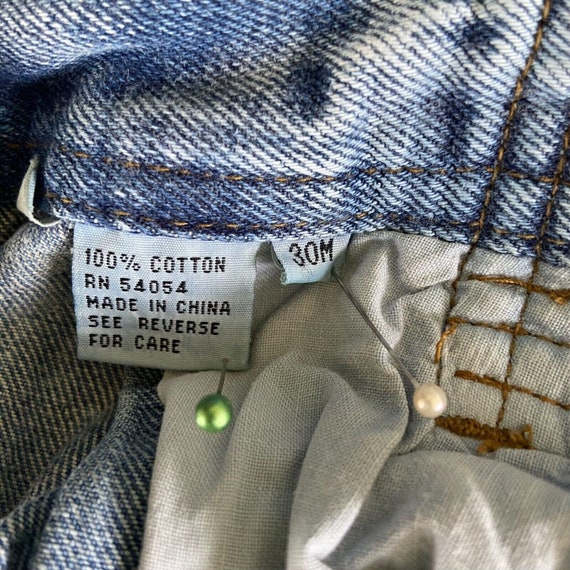 100% COTTON
RN 54054
MADE IN CHINA
SEE REVERSE
FOR CARE
30M